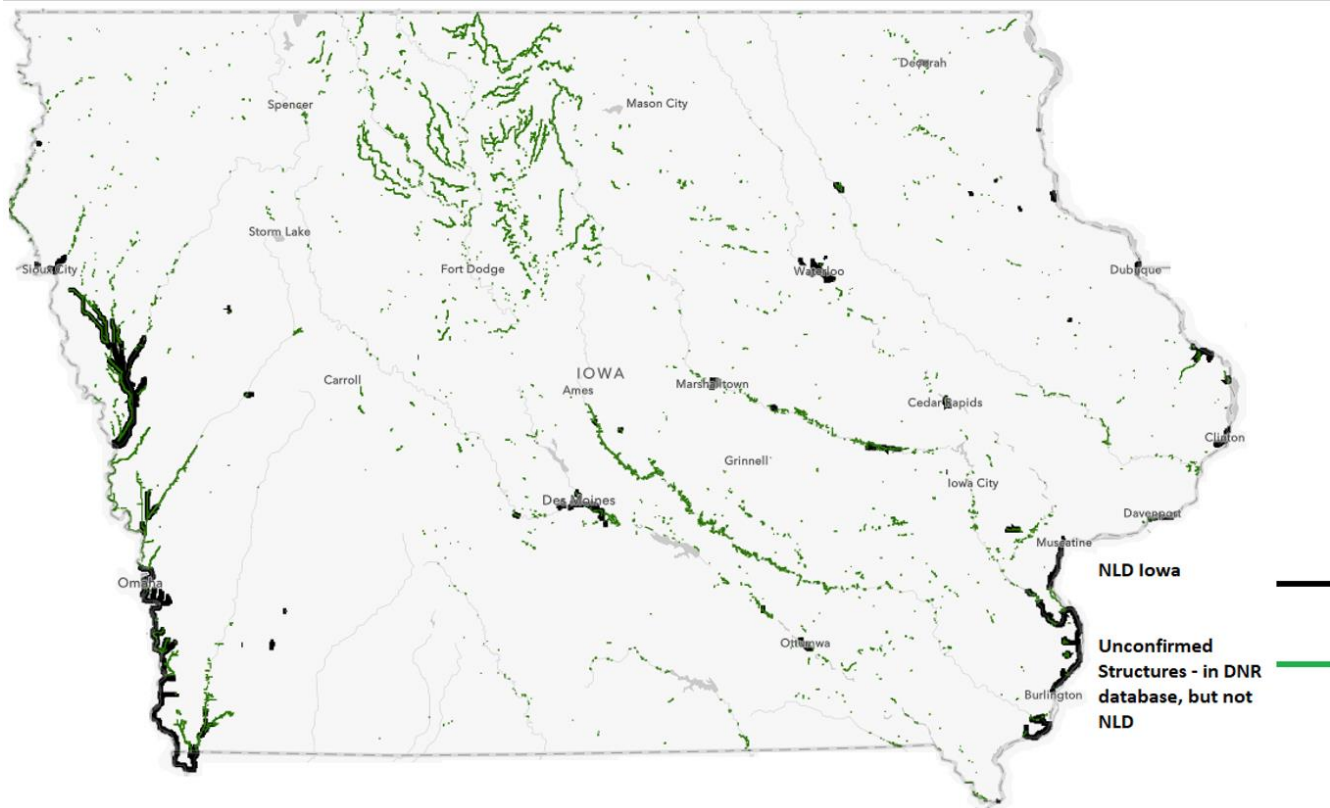 Decorah
Spencer
Mason City
Storm Lake
Sioux City
Fort Dodge
Waterloo
Dubuque
IOWA
Carroll
Ames
Marshalltown
Cedar Rapids
Clinton
Grinnell
Iowa City
Des Moines
Davenport
Muscatine
Omaha
NLD Iowa
Ottumwa
Unconfirmed
Structures - in DNR
database, but not
NLD
Burlington